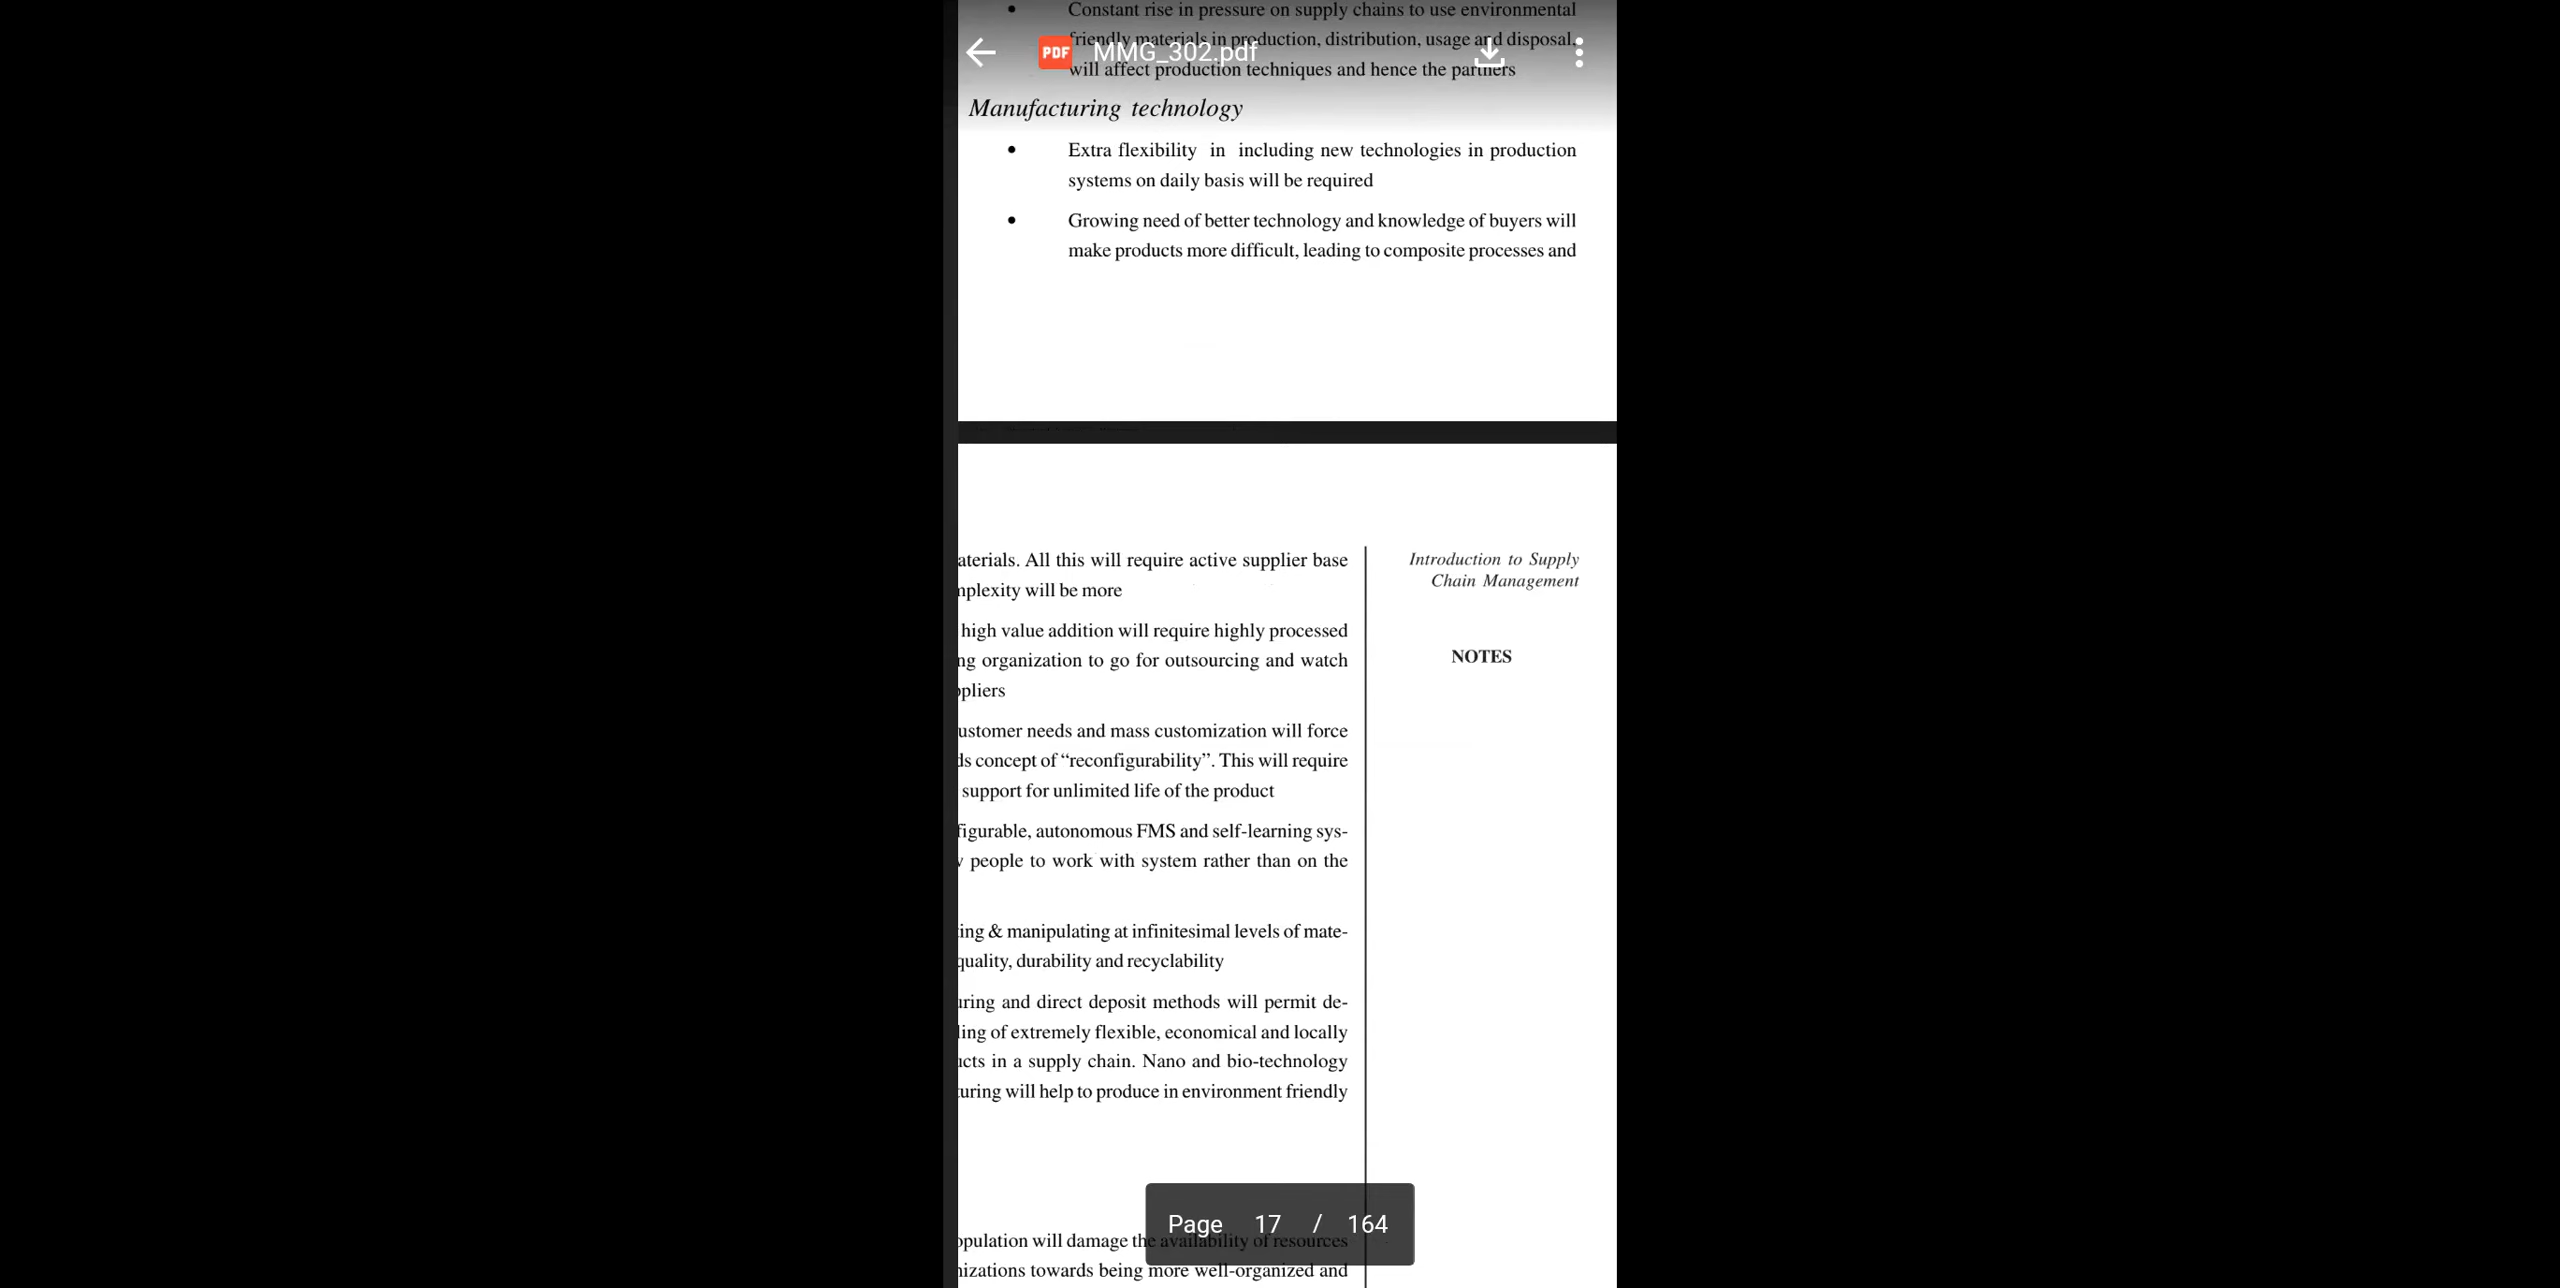 Constant rise in pressure on supply chains to use environmental
friendly materials in production, distribution, usage and disposal,
MMG_302.pdf
PDF
will affect production techniques and hence the partners
Manufacturing technology
• Extra flexibility in including new technologies in production
systems on daily basis will be required
• Growing need of better technology and knowledge of buyers will
make products more difficult, leading to composite processes and
aterials. All this will require active supplier base
mplexity will be more
high value addition will require highly processed
ng organization to go for outsourcing and watch
ppliers
ustomer needs and mass customization will force
ds concept of “reconfigurability”. This will require
support for unlimited life of the product
figurable, autonomous FMS and self-learning sys-
people to work with system rather than on the
ing & manipulating at infinitesimal levels of mate-
quality, durability and recyclability
uring and direct deposit methods will permit de-
ling of extremely flexible, economical and locally
ucts in a supply chain. Nano and bio-technology
turing will help to produce in environment friendly
opulation will damage the availability of resources
nizations towards being more well-organized and
Introduction to Supply
Chain Management
NOTES
Page 17 / 164